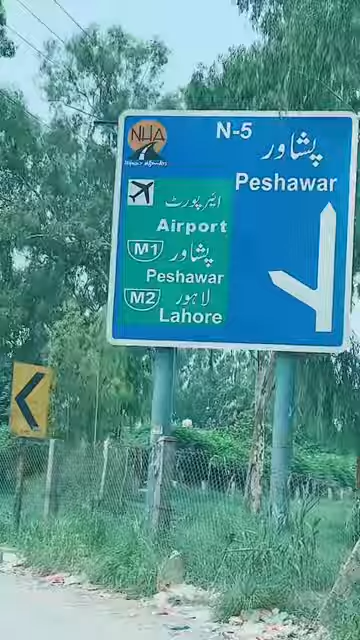 NHA
N-5
پشاور
Peshawar
ایئرپورٹ
Airport
M1 پشاور
Peshawar
M2 لاہور
Lahore